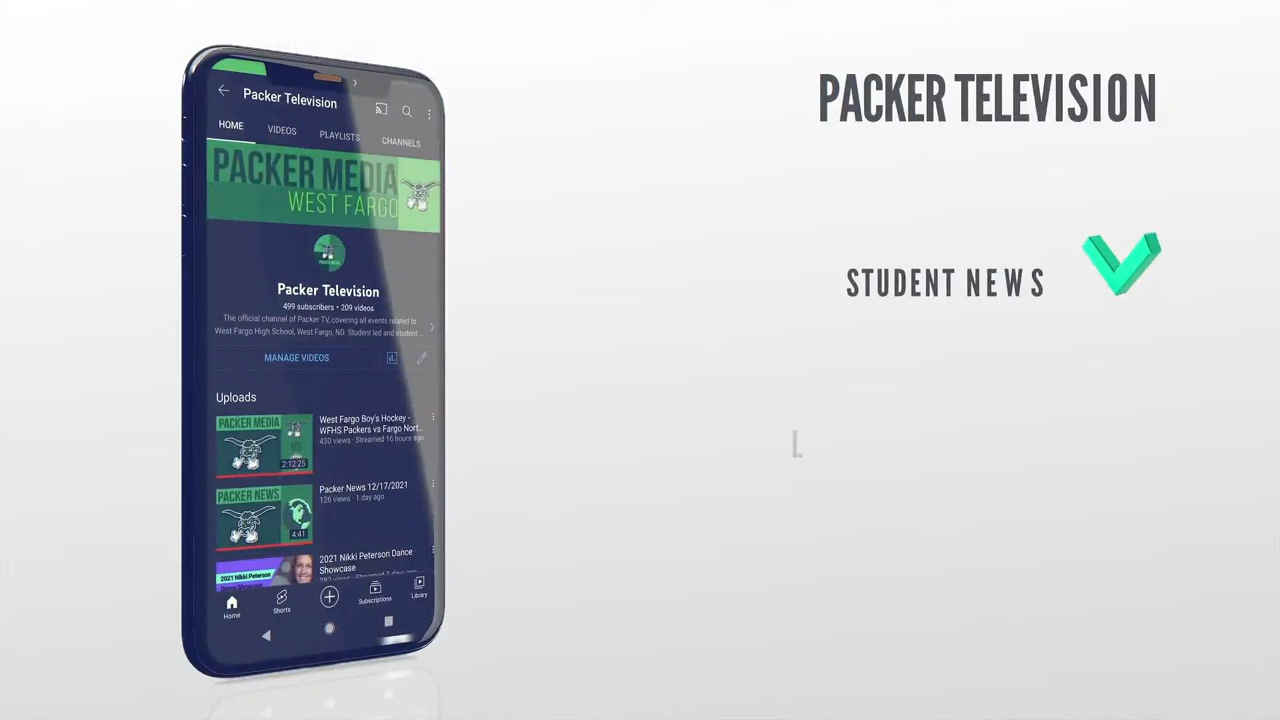 Packer Television
HOME VIDEOS PLAYLISTS CHANNELS
PACKER MEDIA
WEST FARGO
Packer Television
499 subscribers • 209 videos
The official channel of Packer TV, covering all events related to
West Fargo High School, West Fargo, ND. Student led and student ...
MANAGE VIDEOS
Uploads
PACKER MEDIA
2:12:25
West Fargo Boy's Hockey -
WFHS Packers vs Fargo Nort...
430 views · Streamed 16 hours ago
PACKER NEWS
4:41
Packer News 12/17/2021
126 views · 1 day ago
2021 Nikki Peterson
2021 Nikki Peterson Dance
Showcase
Home Shorts Subscriptions Library
PACKER TELEVISION
STUDENT NEWS
L